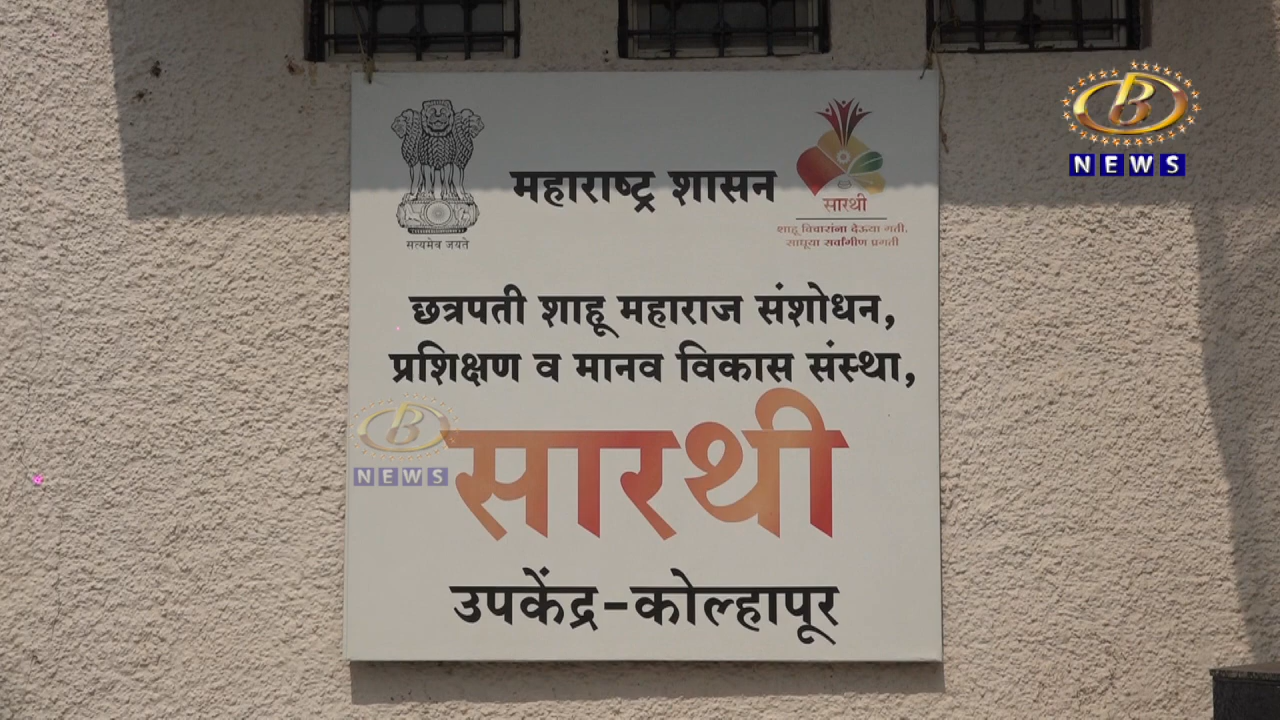 B
NEWS
महाराष्ट्र शासन
सत्यमेव जयते
सारथी
शाहू विचारांना देऊया गती,
साधूया सर्वांगीण प्रगती
छत्रपती शाहू महाराज संशोधन,
प्रशिक्षण व मानव विकास संस्था,
B
NEWS
सारथी
उपकेंद्र-कोल्हापूर